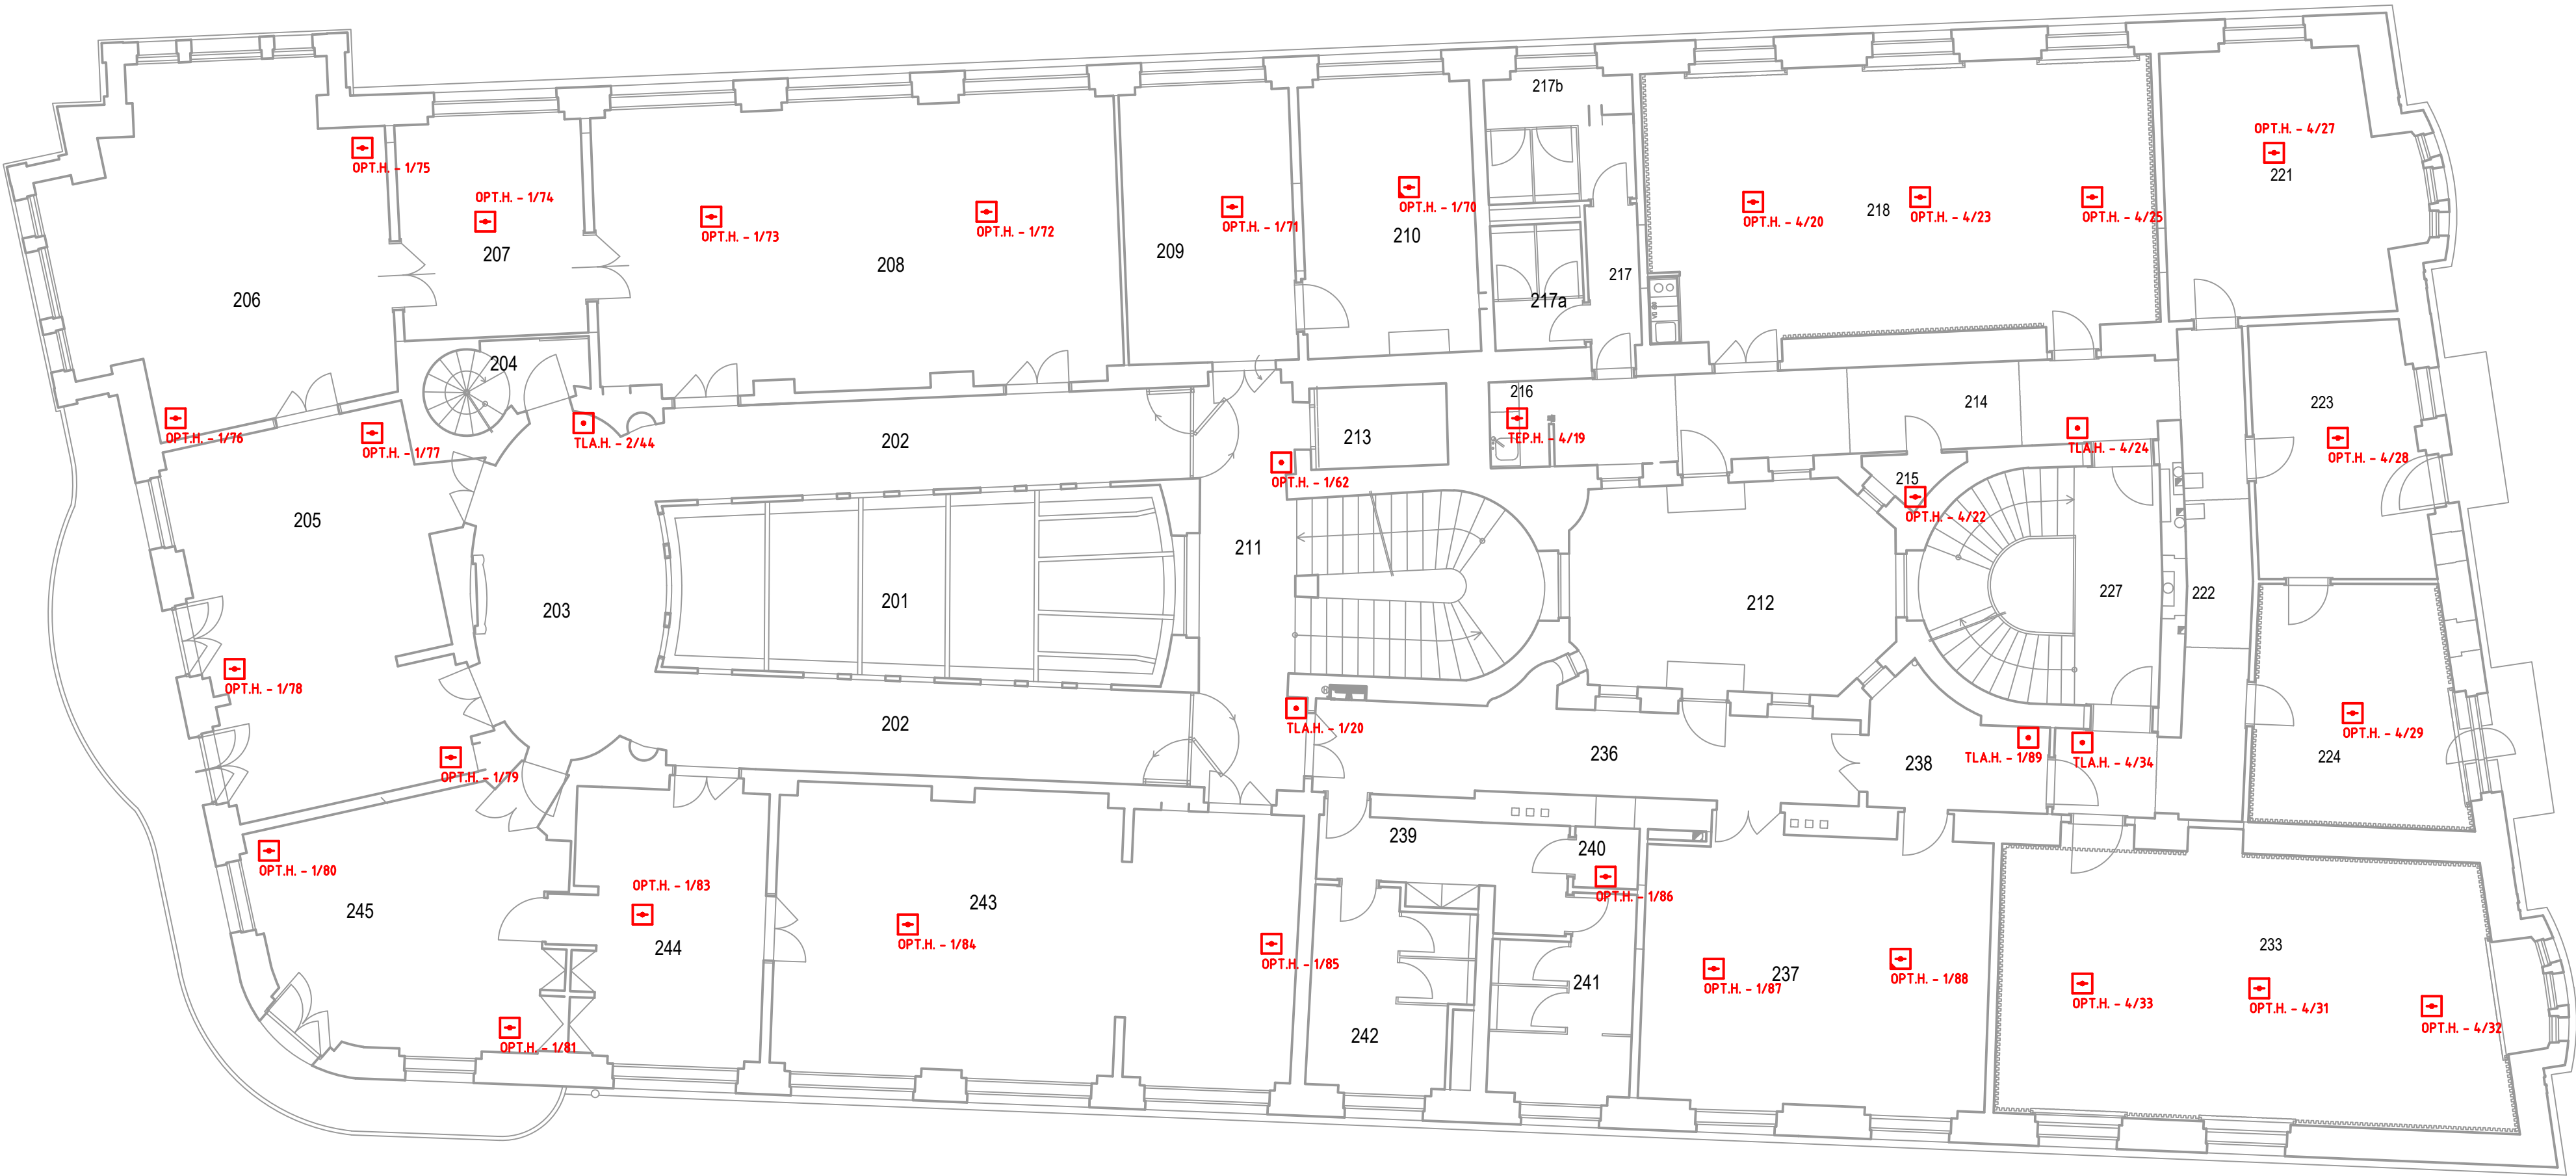 217b
OPT.H. - 4/27
221
OPT.H. - 1/75
OPT.H. - 1/74
207
OPT.H. - 1/73
OPT.H. - 1/72
OPT.H. - 1/71
OPT.H. - 1/70
OPT.H. - 4/20
218
OPT.H. - 4/23
OPT.H. - 4/25
206
208
209
210
217
217a
204
216
214
223
OPT.H. - 1/76
OPT.H. - 1/77
TLA.H. - 2/44
202
213
TEP.H. - 4/19
TLA.H. - 4/24
OPT.H. - 4/28
OPT.H. - 1/62
215
OPT.H. - 4/22
205
211
203
201
212
227
222
OPT.H. - 1/78
202
TLA.H. - 1/20
OPT.H. - 4/29
OPT.H. - 1/79
236
238
TLA.H. - 1/89
TLA.H. - 4/34
224
OPT.H. - 1/80
239
240
OPT.H. - 1/83
OPT.H. - 1/86
245
244
243
OPT.H. - 1/84
OPT.H. - 1/85
233
241
OPT.H. - 1/87
237
OPT.H. - 1/88
OPT.H. - 4/33
OPT.H. - 4/31
OPT.H. - 4/32
242
OPT.H. - 1/81